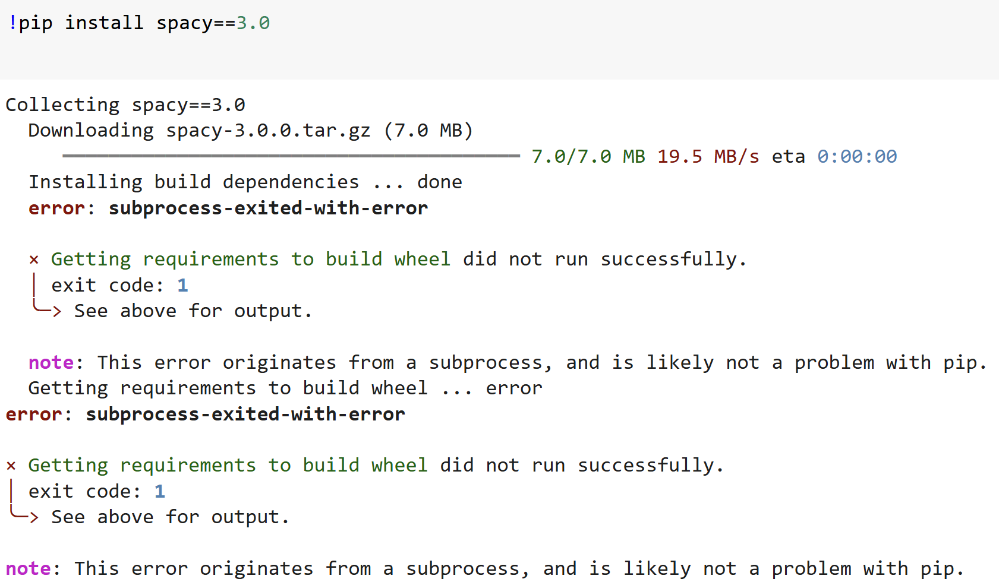 !pip install spacy==3.0
Collecting spacy==3.0
Downloading spacy-3.0.0.tar.gz (7.0 MB)
━━━━━━━━━━━━━━━━━━━━━━━━━━━━━━━━━━━━━━━━ 7.0/7.0 MB 19.5 MB/s eta 0:00:00
Installing build dependencies ... done
error: subprocess-exited-with-error
× Getting requirements to build wheel did not run successfully.
│ exit code: 1
╰─> See above for output.
note: This error originates from a subprocess, and is likely not a problem with pip.
Getting requirements to build wheel ... error
error: subprocess-exited-with-error
× Getting requirements to build wheel did not run successfully.
│ exit code: 1
╰─> See above for output.
note: This error originates from a subprocess, and is likely not a problem with pip.